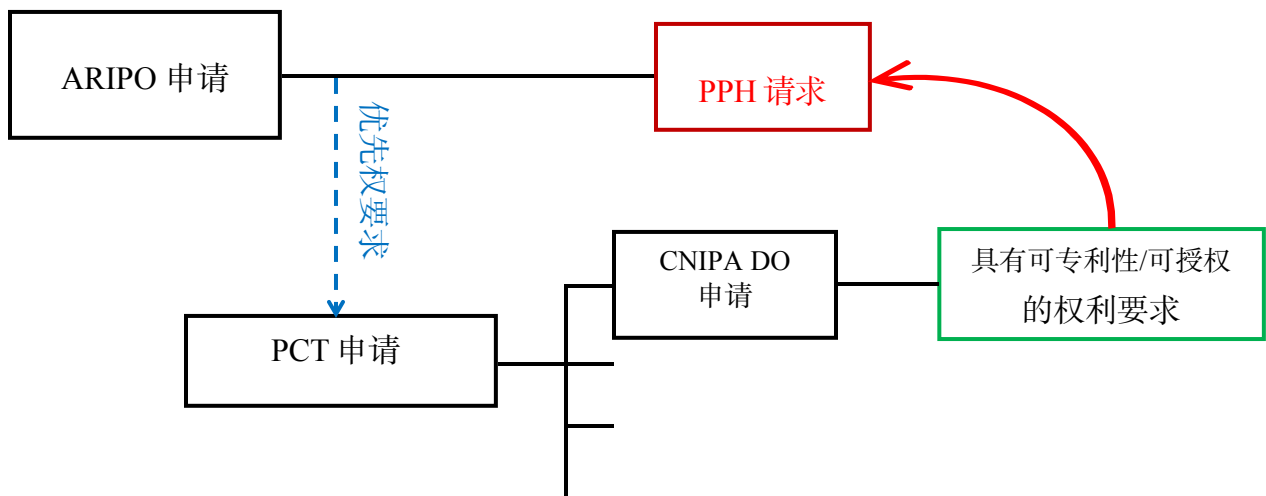 ARIPO 申请
PPH 请求
优先权要求
CNIPA DO
申请
具有可专利性/可授权
的权利要求
PCT 申请